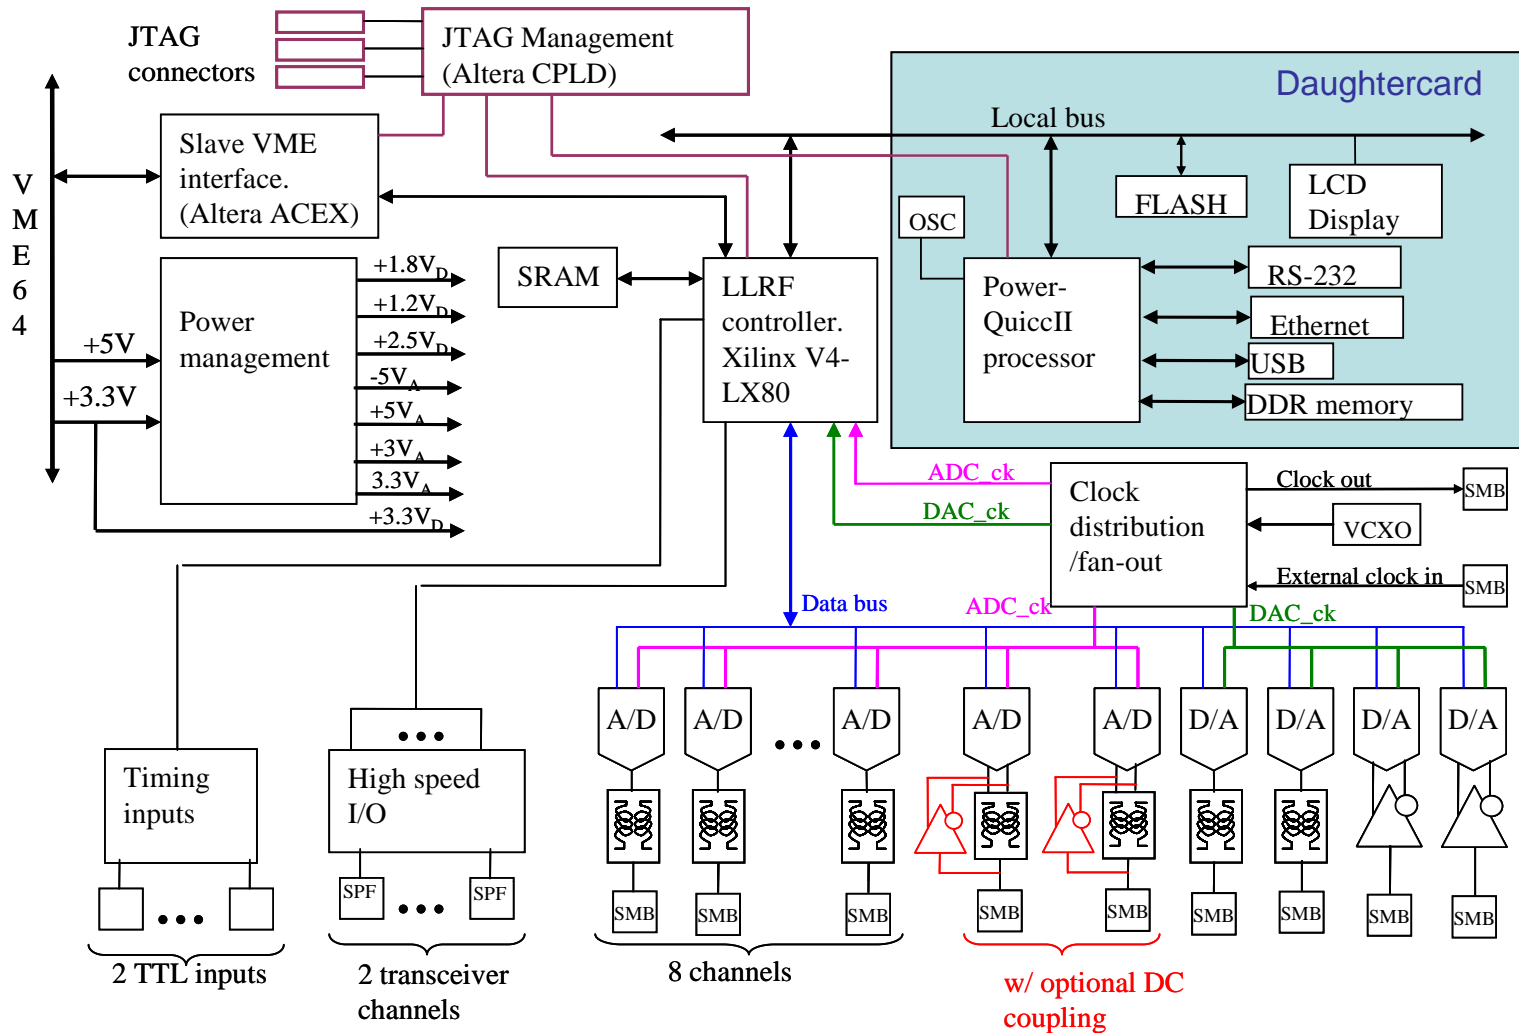 JTAG
connectors
JTAG Management
(Altera CPLD)
Daughtercard
Local bus
V
M
E
6
4
Slave VME
interface.
(Altera ACEX)
FLASH
LCD
Display
OSC
Power
management
+5V
+3.3V
+1.8VD
+1.2VD
+2.5VD
-5VA
+5VA
+3VA
3.3VA
+3.3VD
SRAM
LLRF
controller.
Xilinx V4-
LX80
Power-
QuiccII
processor
RS-232
Ethernet
USB
DDR memory
ADC_ck
DAC_ck
Clock
distribution
/fan-out
Clock out
SMB
VCXO
External clock in
SMB
Data bus
ADC_ck
DAC_ck
A/D
A/D
A/D
A/D
A/D
D/A
D/A
D/A
D/A
Timing
inputs
High speed
I/O
SPF
SPF
SMB
SMB
SMB
SMB
SMB
SMB
SMB
SMB
SMB
2 TTL inputs
2 transceiver
channels
8 channels
w/ optional DC
coupling